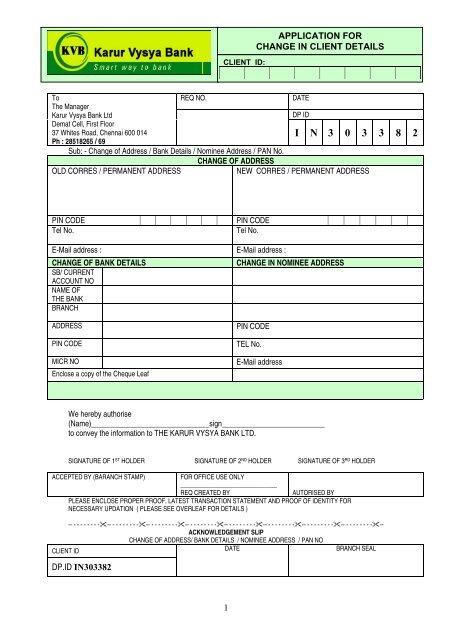 KVB Karur Vysya Bank
Smart way to bank
APPLICATION FOR
CHANGE IN CLIENT DETAILS
CLIENT ID:
To
The Manager
Karur Vysya Bank Ltd
Demat Cell, First Floor
37 Whites Road, Chennai 600 014
Ph : 28518265 / 69
REQ NO.
DATE
DP ID
I N 3 0 3 3 8 2
Sub: - Change of Address / Bank Details / Nominee Address / PAN No.
CHANGE OF ADDRESS
OLD CORRES / PERMANENT ADDRESS NEW CORRES / PERMANENT ADDRESS
PIN CODE PIN CODE
Tel No. Tel No.
E-Mail address : E-Mail address :
CHANGE OF BANK DETAILS CHANGE IN NOMINEE ADDRESS
SB/ CURRENT
ACCOUNT NO
NAME OF
THE BANK
BRANCH
ADDRESS PIN CODE
PIN CODE TEL No.
MICR NO E-Mail address
Enclose a copy of the Cheque Leaf
We hereby authorise
(Name)______________________________sign__________________________
to convey the information to THE KARUR VYSYA BANK LTD.
SIGNATURE OF 1ST HOLDER SIGNATURE OF 2ND HOLDER SIGNATURE OF 3RD HOLDER
ACCEPTED BY (BARANCH STAMP) FOR OFFICE USE ONLY
REQ CREATED BY AUTORISED BY
PLEASE ENCLOSE PROPER PROOF, LATEST TRANSACTION STATEMENT AND PROOF OF IDENTITY FOR
NECESSARY UPDATION ( PLEASE SEE OVERLEAF FOR DETAILS )
ACKNOWLEDGEMENT SLIP
CHANGE OF ADDRESS/ BANK DETAILS / NOMINEE ADDRESS / PAN NO
CLIENT ID DATE BRANCH SEAL
DP.ID IN303382
1